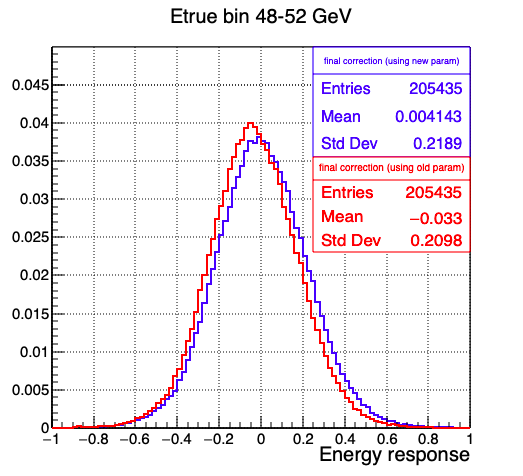 Etrue bin 48-52 GeV
final correction (using new param)
Entries 205435
Mean 0.004143
Std Dev 0.2189
final correction (using old param)
Entries 205435
Mean −0.033
Std Dev 0.2098
0.045
0.04
0.035
0.03
0.025
0.02
0.015
0.01
0.005
0
−1 −0.8 −0.6 −0.4 −0.2 0 0.2 0.4 0.6 0.8 1
Energy response